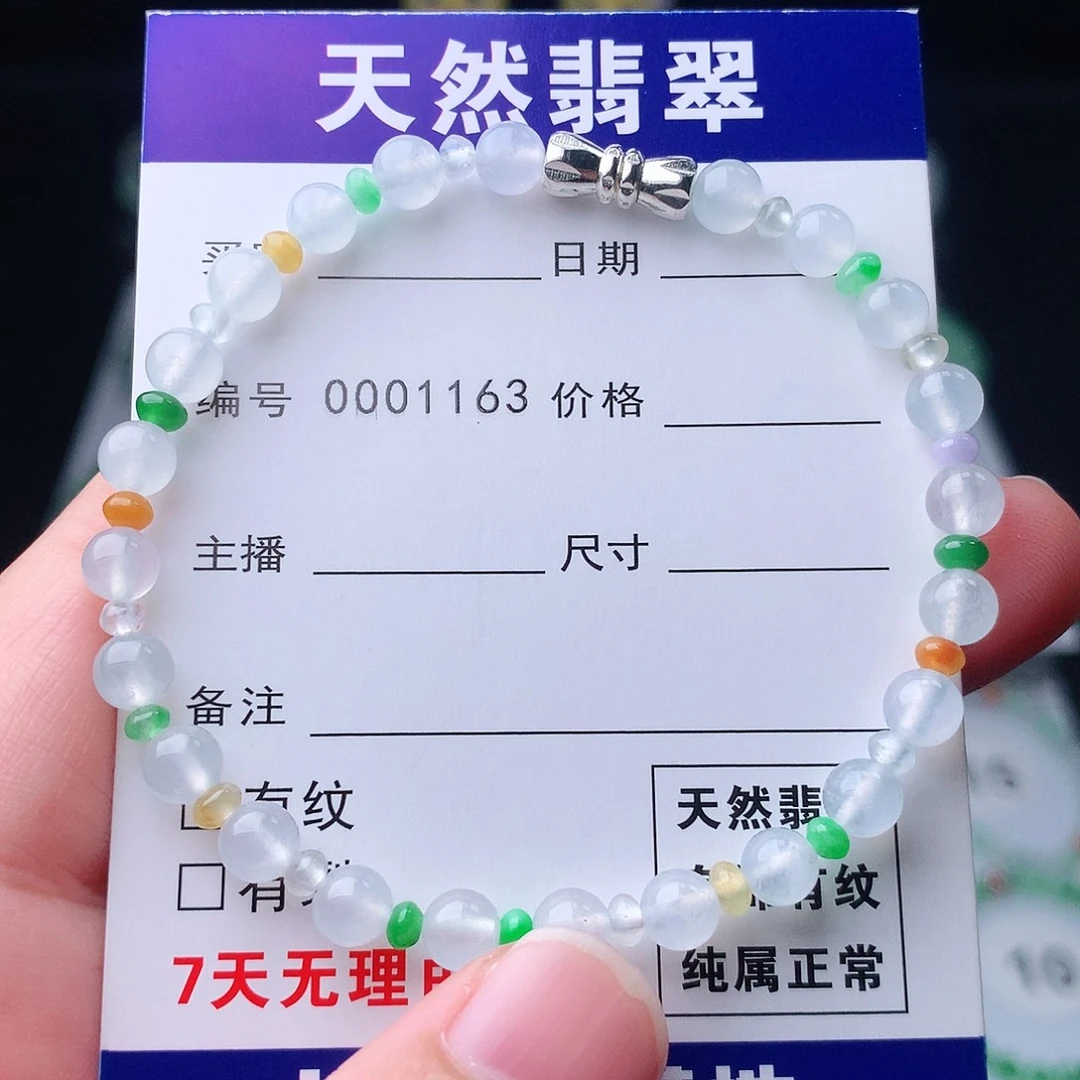 天然翡翠
日期
编号 0001163 价格
主播 尺寸
备注
有纹
天然翡
有
有纹
7天无理
纯属正常